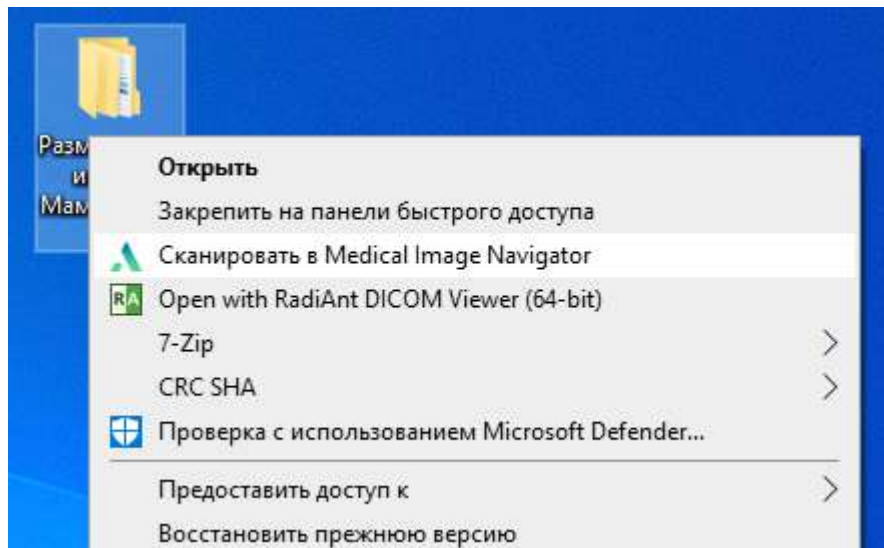 Разм
и
Мам
Открыть
Закрепить на панели быстрого доступа
Сканировать в Medical Image Navigator
RA Open with RadiAnt DICOM Viewer (64-bit)
7-Zip
CRC SHA
Проверка с использованием Microsoft Defender...
Предоставить доступ к
Восстановить прежнюю версию